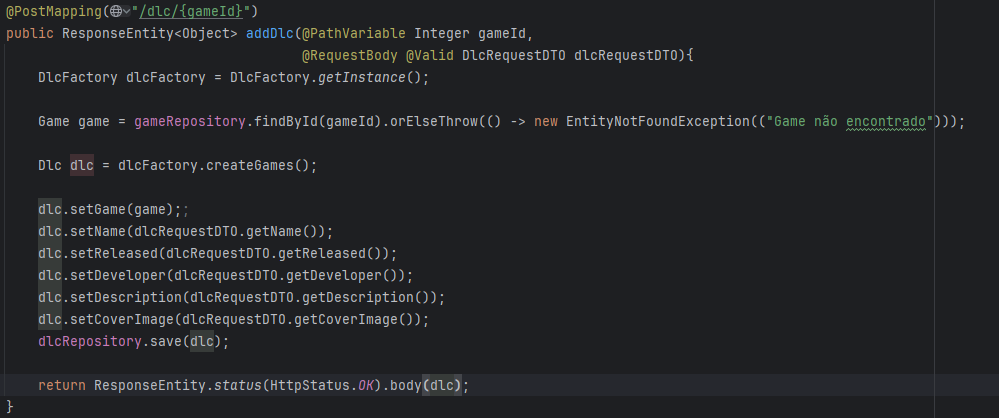 @PostMapping("/dlc/{gameId}")
public ResponseEntity<Object> addDlc(@PathVariable Integer gameId,
@RequestBody @Valid DlcRequestDTO dlcRequestDTO){
DlcFactory dlcFactory = DlcFactory.getInstance();
Game game = gameRepository.findById(gameId).orElseThrow(() -> new EntityNotFoundException(("Game não encontrado")));
Dlc dlc = dlcFactory.createGames();
dlc.setGame(game);;
dlc.setName(dlcRequestDTO.getName());
dlc.setReleased(dlcRequestDTO.getReleased());
dlc.setDeveloper(dlcRequestDTO.getDeveloper());
dlc.setDescription(dlcRequestDTO.getDescription());
dlc.setCoverImage(dlcRequestDTO.getCoverImage());
dlcRepository.save(dlc);
return ResponseEntity.status(HttpStatus.OK).body(dlc);
}